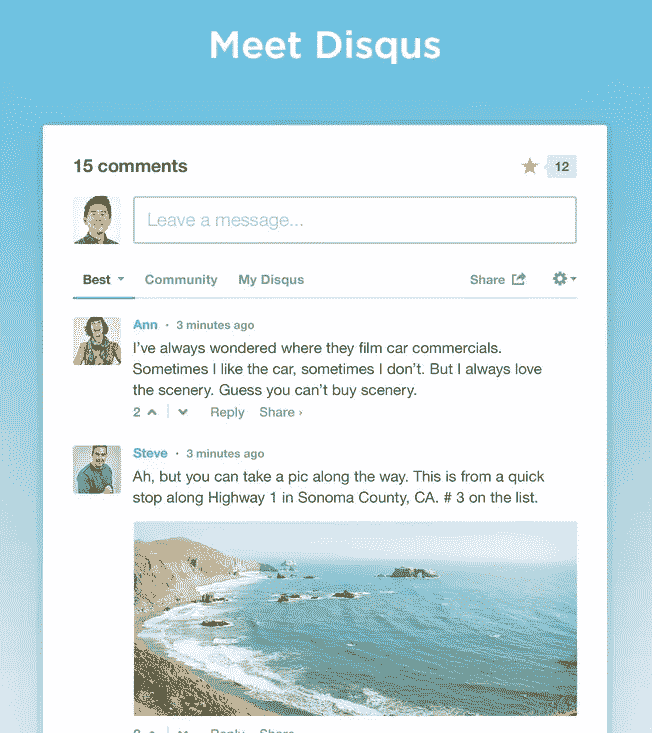 Meet Disqus
15 comments
12
Leave a message...
Best
Community
My Disqus
Share
Ann · 3 minutes ago
I've always wondered where they film car commercials.
Sometimes I like the car, sometimes I don't. But I always love
the scenery. Guess you can't buy scenery.
2
Reply
Share ›
Steve · 3 minutes ago
Ah, but you can take a pic along the way. This is from a quick
stop along Highway 1 in Sonoma County, CA. # 3 on the list.
Reply
Share